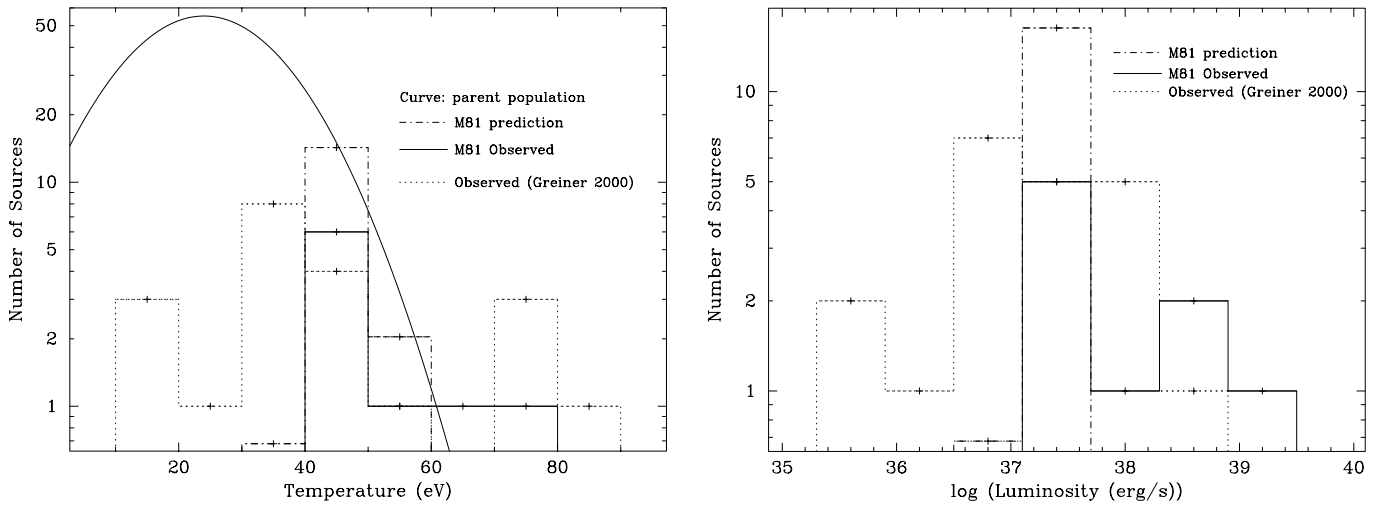 50
20
10
5
2
1
Number of Sources
Curve: parent population
M81 prediction
M81 Observed
Observed (Greiner 2000)
20
40
60
80
Temperature (eV)
10
5
2
1
Number of Sources
M81 prediction
M81 Observed
Observed (Greiner 2000)
35
36
37
38
39
40
log (Luminosity (erg/s))